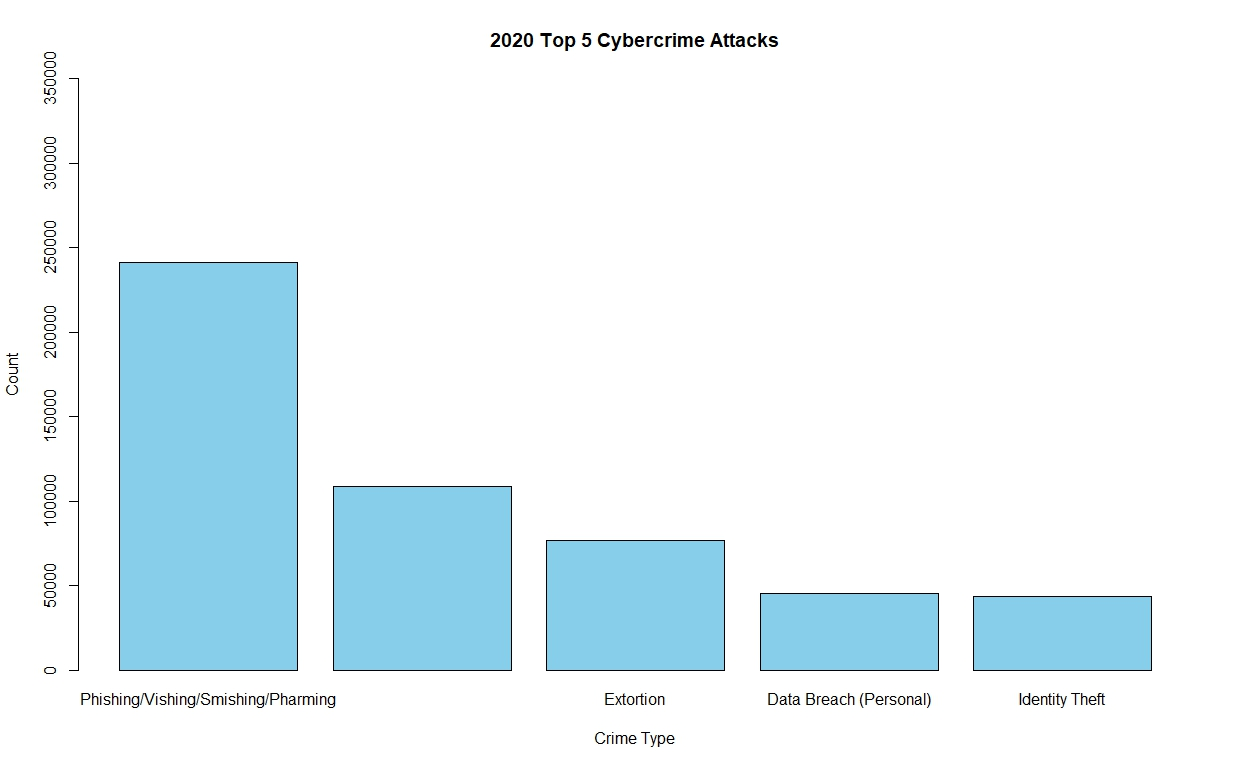 2020 Top 5 Cybercrime Attacks
350000
300000
250000
200000
150000
100000
50000
0
Count
Phishing/Vishing/Smishing/Pharming
Extortion
Data Breach (Personal)
Identity Theft
Crime Type